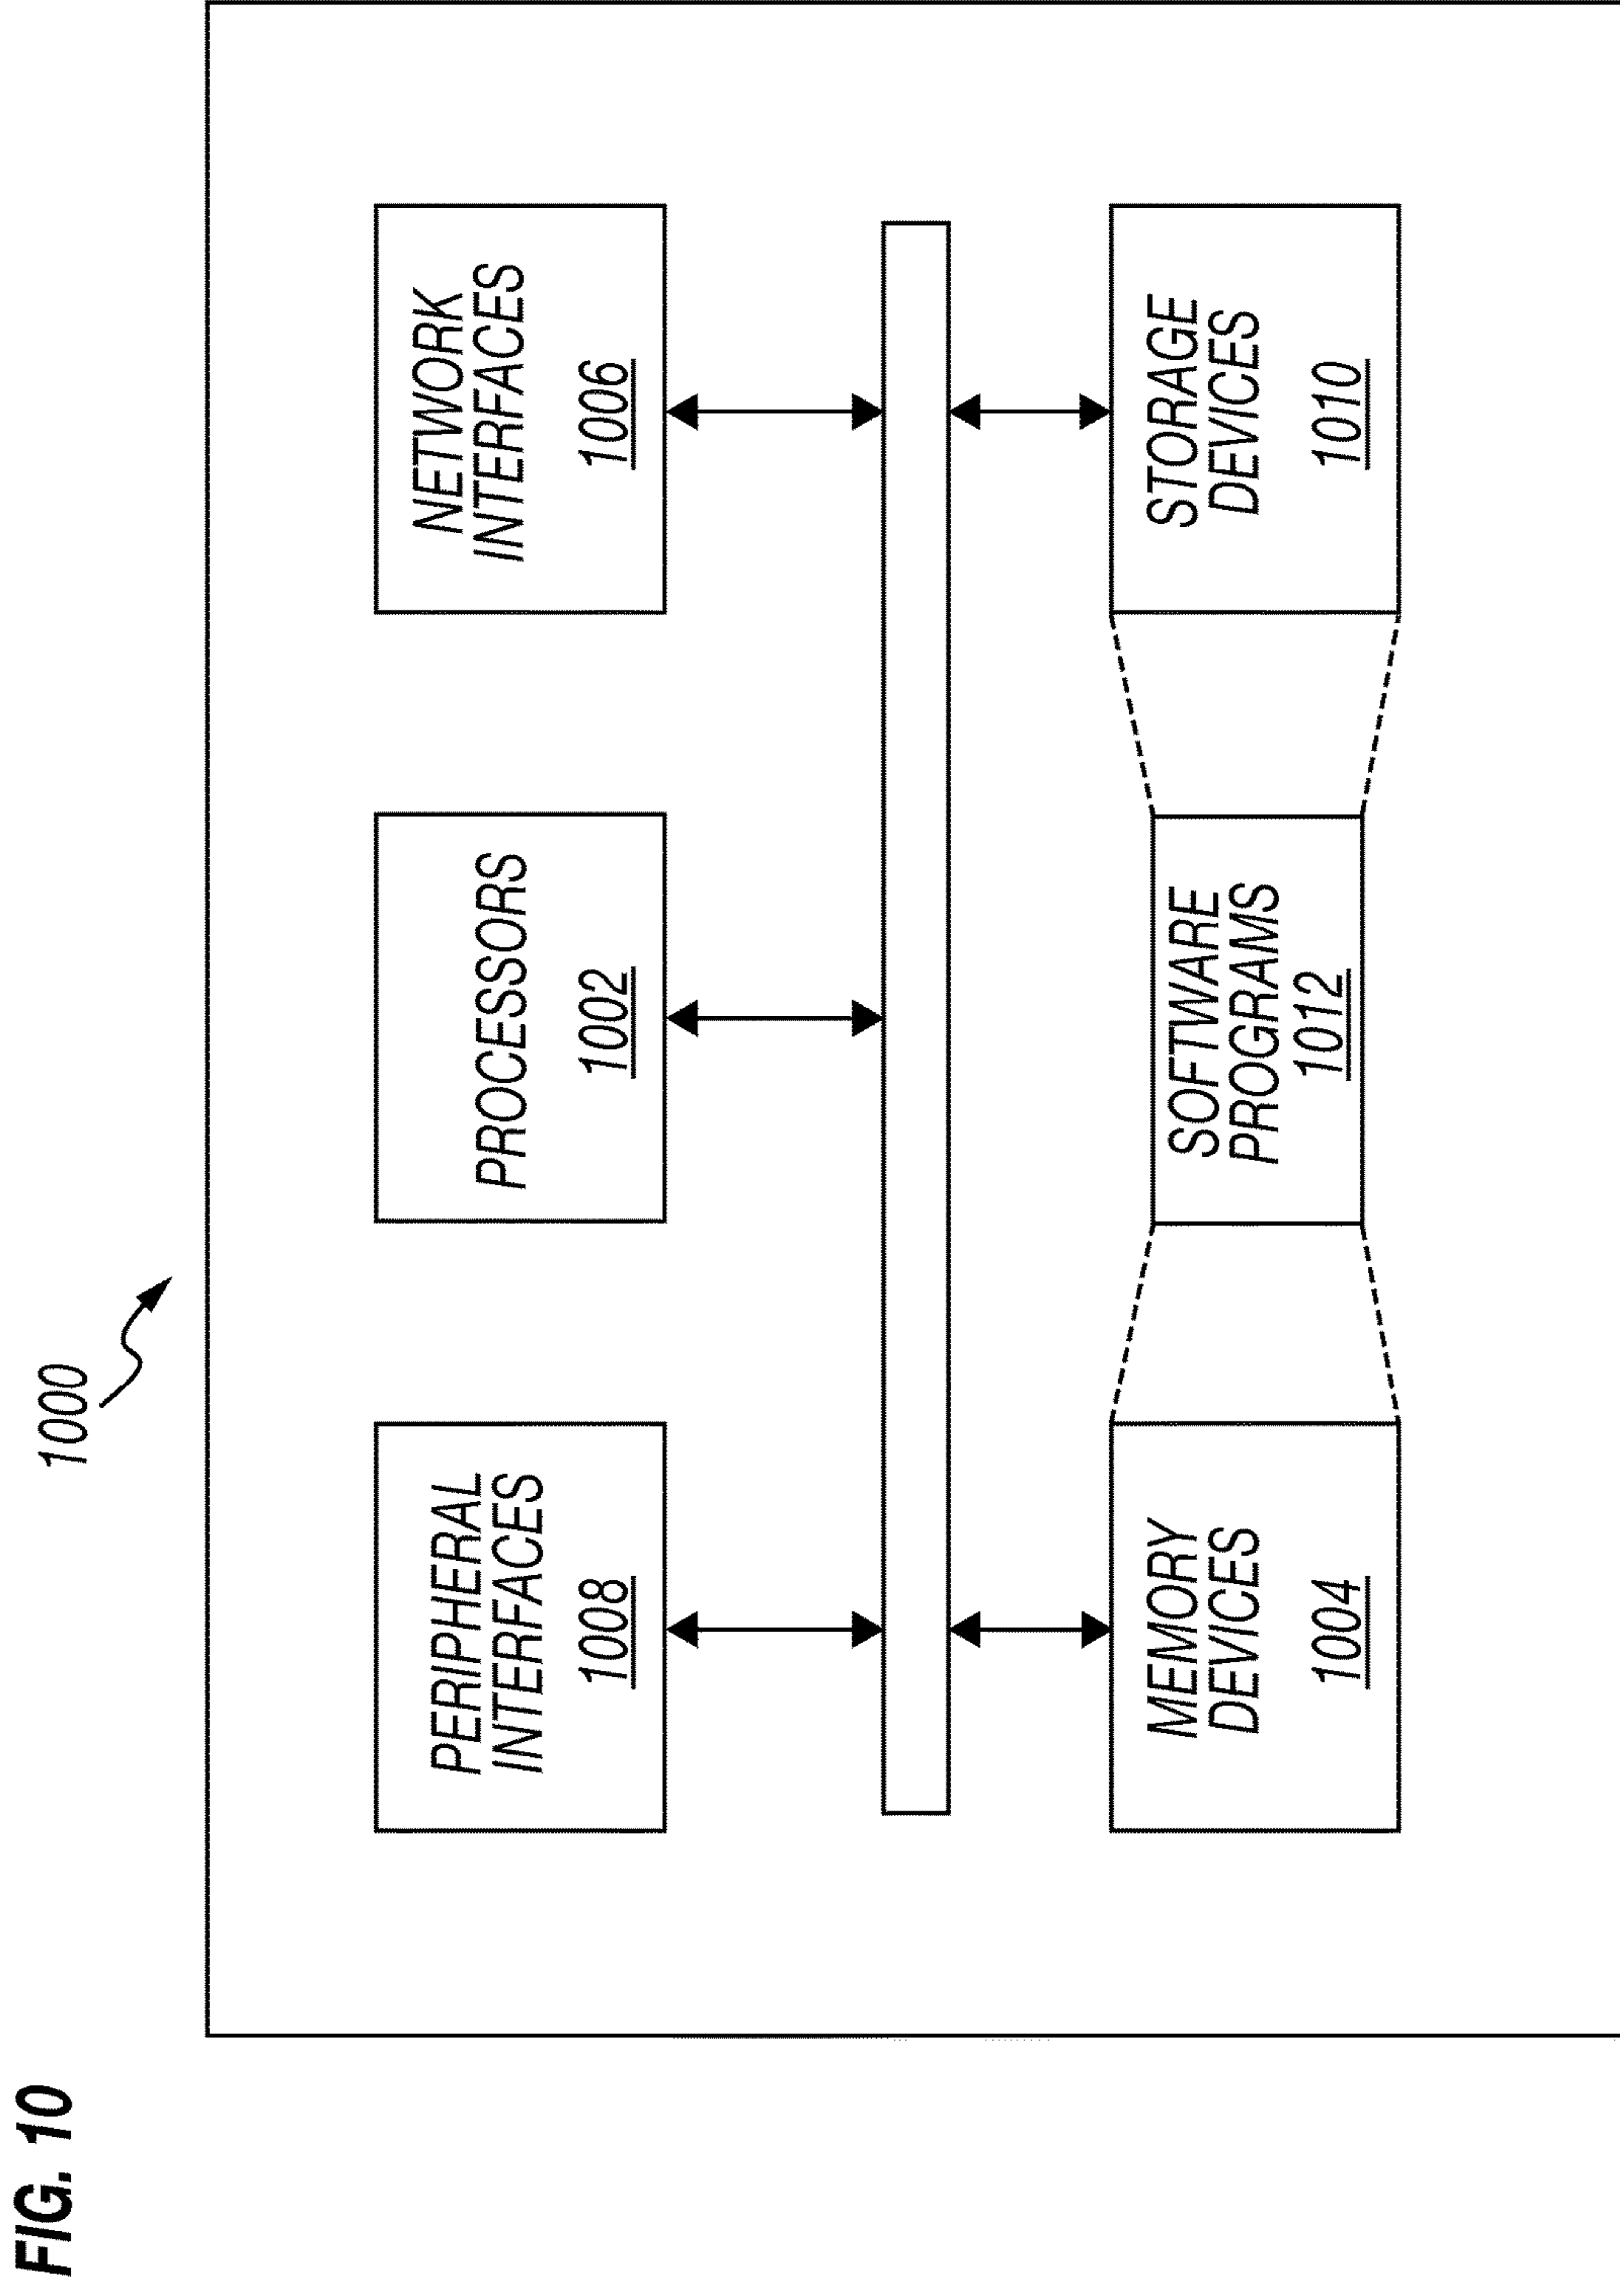 FIG. 10
1000
PERIPHERAL
INTERFACES
1008
PROCESSORS
1002
NETWORK
INTERFACES
1006
MEMORY
DEVICES
1004
SOFTWARE
PROGRAMS
1012
STORAGE
DEVICES
1010